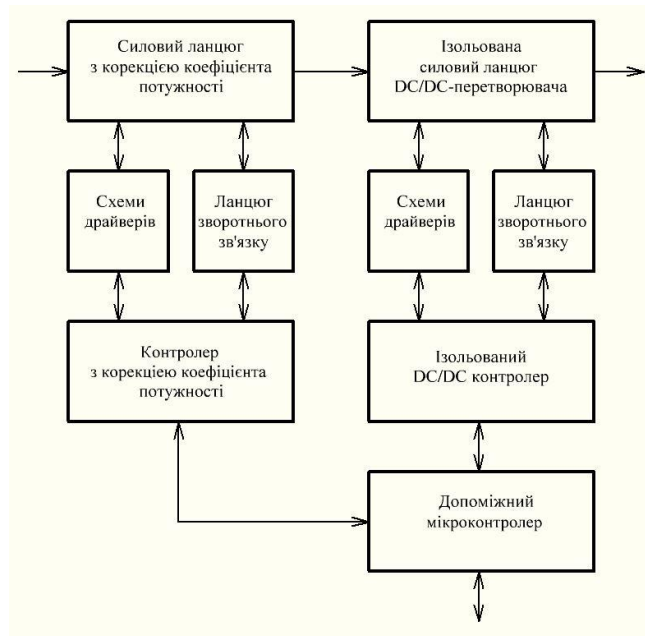 Силовий ланцюг
з корекцією коефіцієнта
потужності
Ізольована
силовий ланцюг
DC/DC-перетворювача
Схеми
драйверів
Ланцюг
зворотнього
зв'язку
Схеми
драйверів
Ланцюг
зворотнього
зв'язку
Контролер
з корекціею коефіцієнта
потужності
Ізольований
DC/DC контролер
Допоміжний
мікроконтролер